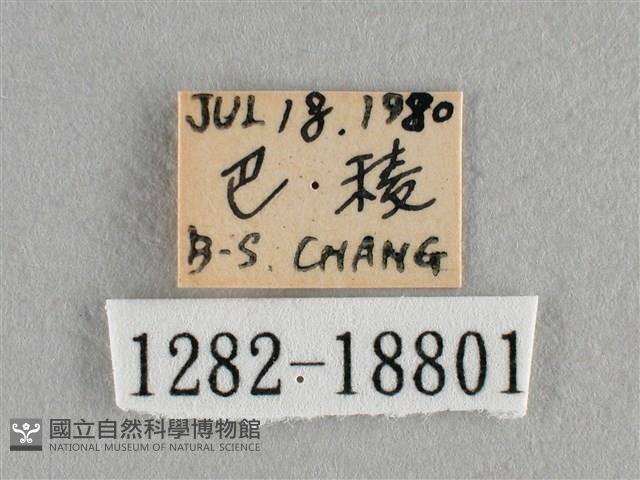 JUL 18. 1980
巴稜
B-S. CHANG
1282-18801
國立自然科學博物館
NATIONAL MUSEUM OF NATURAL SCIENCE